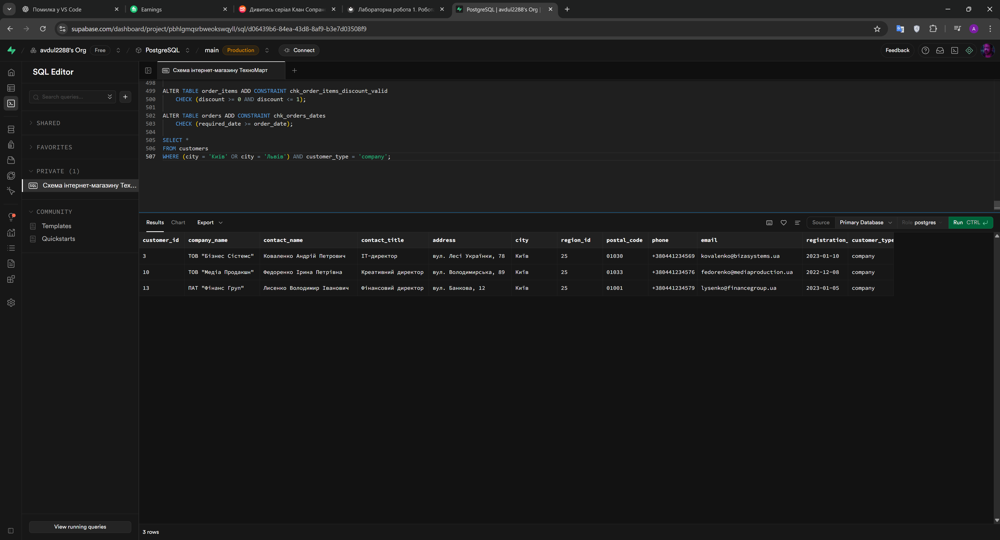 Помилка у VS Code
Earnings
Дивитись серіал Клан Сопран
Лабораторна робота 1. Робот
PostgreSQL | avdul2288's Org |
supabase.com/dashboard/project/pbhlgmqsrbweokswqyll/sql/d06439b6-84ea-43d8-8af9-b3e7d03508f9
A
avdul2288's Org Free / PostgreSQL / main Production Connect
Feedback
SQL Editor
Search queries...
SHARED
FAVORITES
PRIVATE (1)
SQL Схема інтернет-магазину Тех...
COMMUNITY
Templates
Quickstarts
View running queries
SQL Схема інтернет-магазину ТехноМарт
498
499 ALTER TABLE order_items ADD CONSTRAINT chk_order_items_discount_valid
500 CHECK (discount >= 0 AND discount <= 1);
501
502 ALTER TABLE orders ADD CONSTRAINT chk_orders_dates
503 CHECK (required_date >= order_date);
504
505 SELECT *
506 FROM customers
507 WHERE (city = 'Київ' OR city = 'Львів') AND customer_type = 'company';
Results Chart Export
Source Primary Database Role postgres Run CTRL
customer_id company_name contact_name contact_title address city region_id postal_code phone email registration_ customer_type
3 ТОВ "Бізнес Сістемс" Коваленко Андрій Петрович ІТ-директор вул. Лесі Українки, 78 Київ 25 01030 +380441234569 kovalenko@bizasystems.ua 2023-01-10 company
10 ТОВ "Медіа Продакшн" Федоренко Ірина Петрівна Креативний директор вул. Володимирська, 89 Київ 25 01033 +380441234576 fedorenko@mediaproduction.ua 2022-12-08 company
13 ПАТ "Фінанс Груп" Лисенко Володимир Іванович Фінансовий директор вул. Банкова, 12 Київ 25 01001 +380441234579 lysenko@financegroup.ua 2023-01-05 company
3 rows